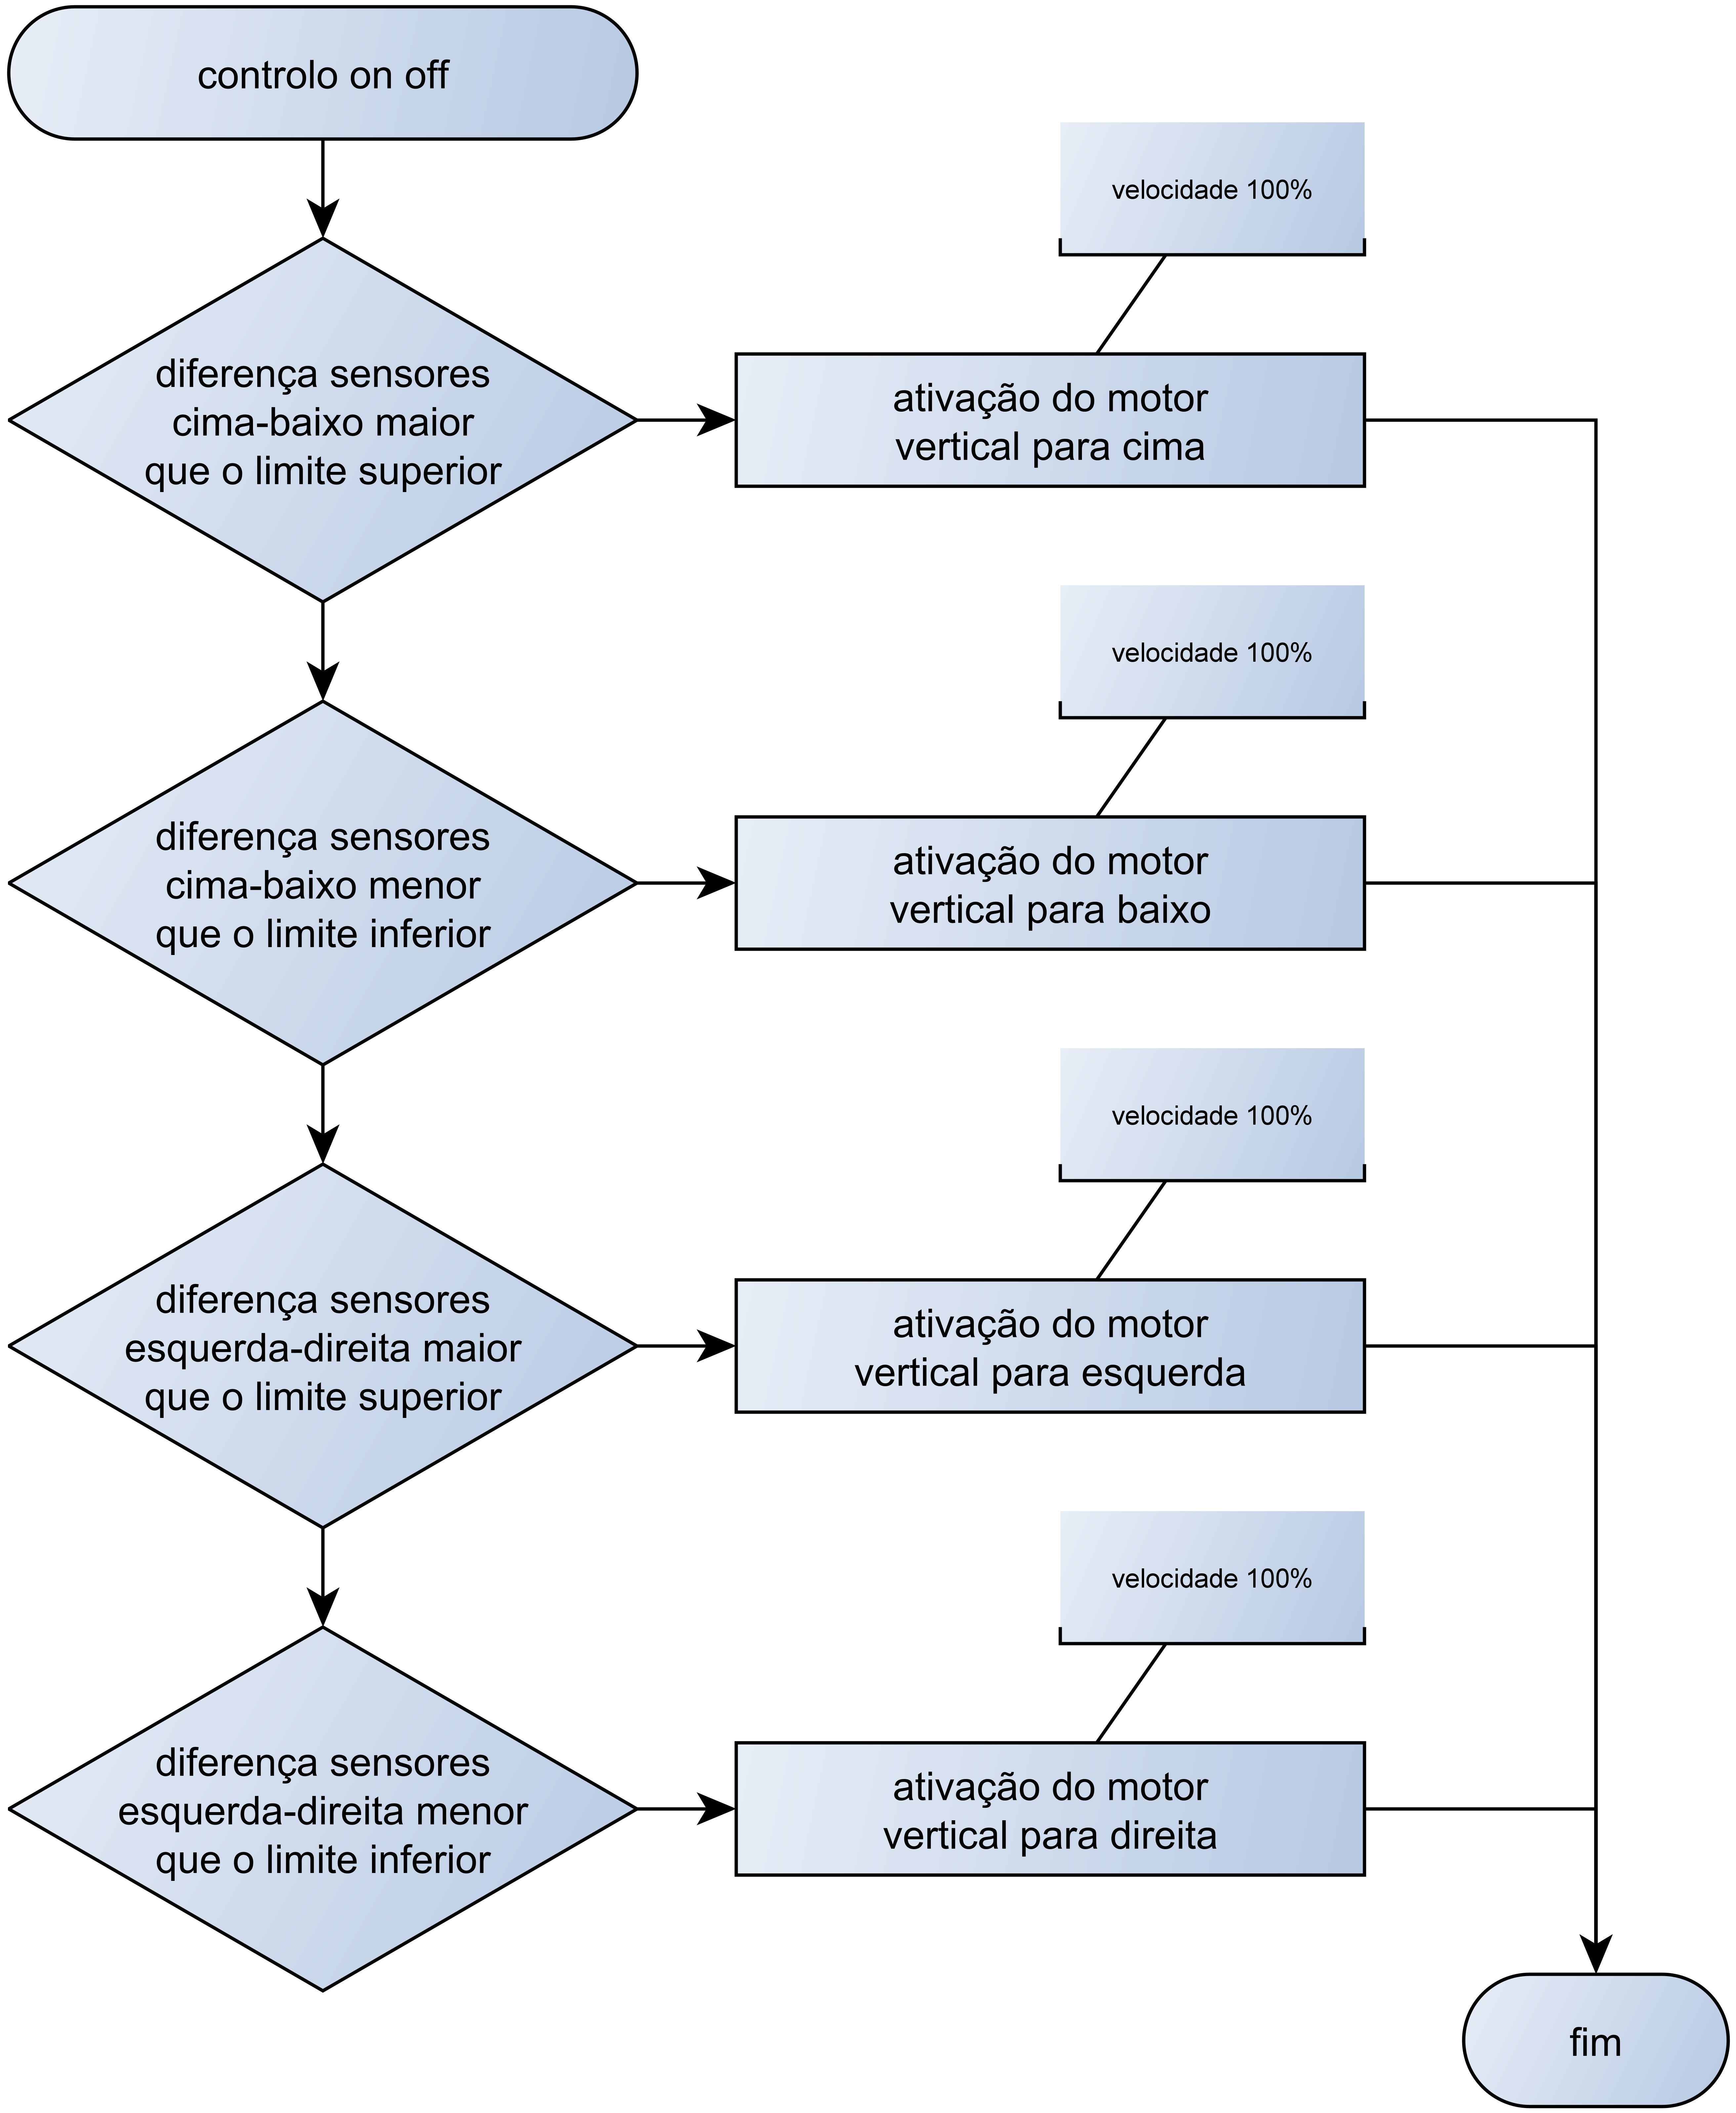 controlo on off
velocidade 100%
diferença sensores
cima-baixo maior
que o limite superior
ativação do motor
vertical para cima
velocidade 100%
diferença sensores
cima-baixo menor
que o limite inferior
ativação do motor
vertical para baixo
velocidade 100%
diferença sensores
esquerda-direita maior
que o limite superior
ativação do motor
vertical para esquerda
velocidade 100%
diferença sensores
esquerda-direita menor
que o limite inferior
ativação do motor
vertical para direita
fim